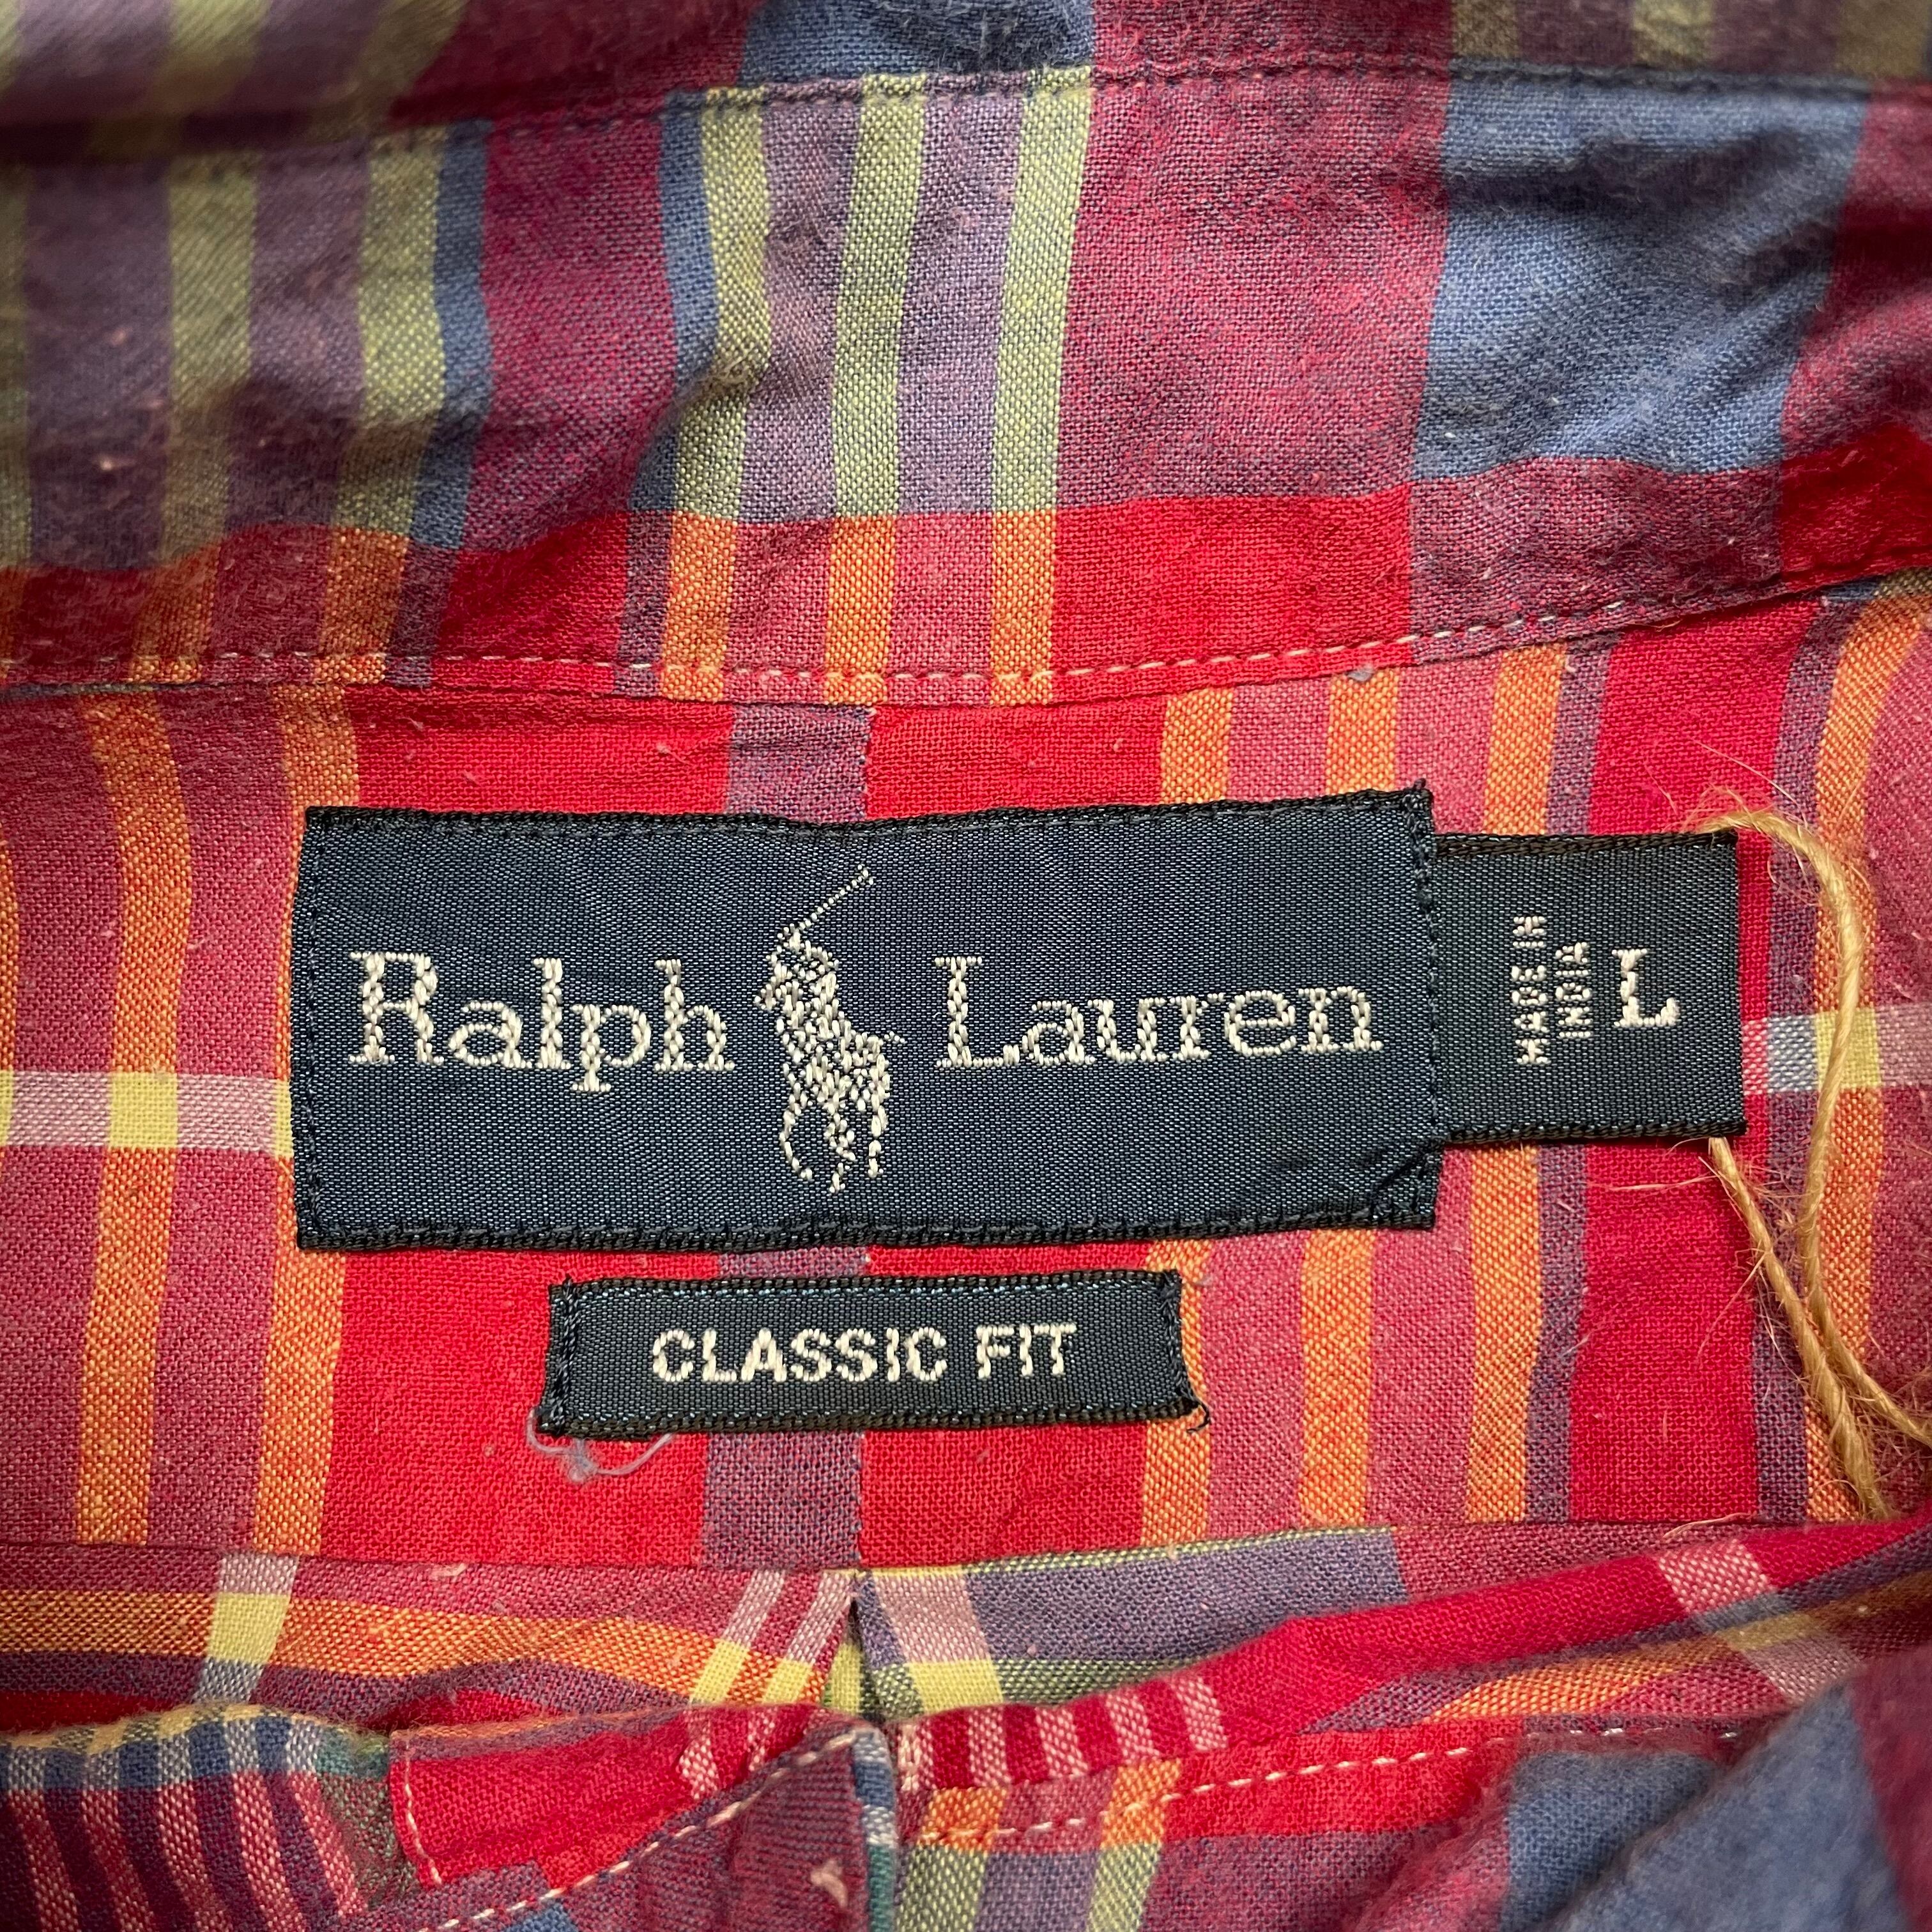 Ralph Lauren
MADE IN
INDIA
L
CLASSIC FIT